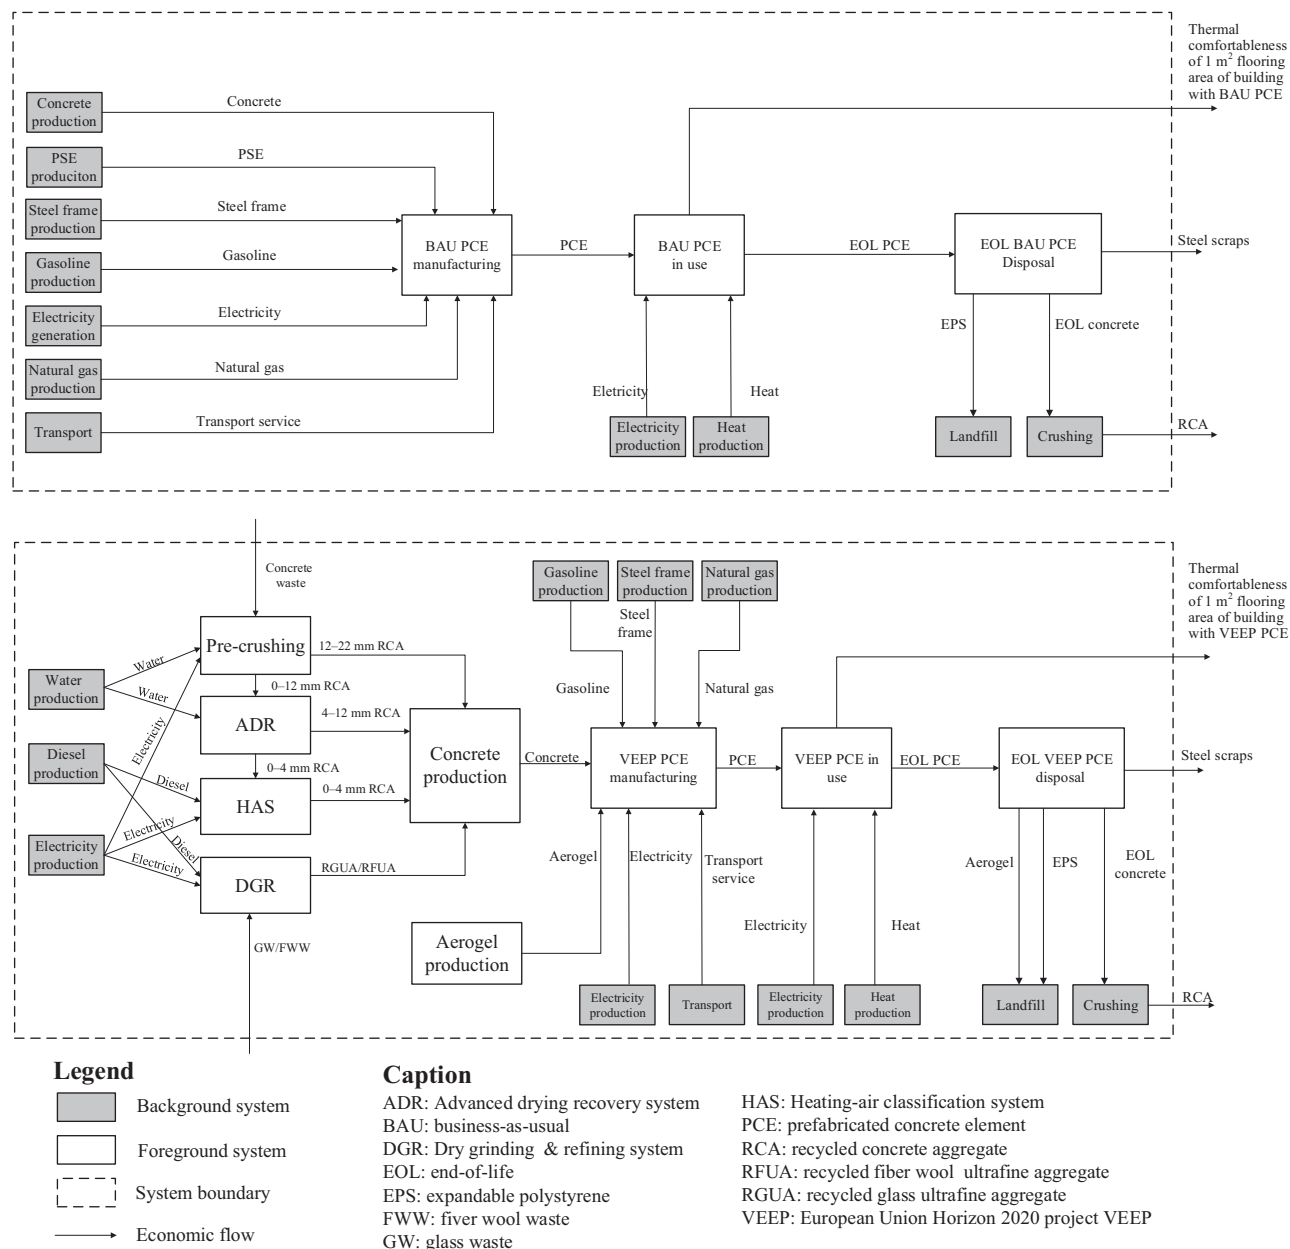 Thermal
comfortableness
of 1 m² flooring
area of building
with BAU PCE
Concrete
production
Concrete
PSE
produciton
PSE
Steel frame
production
Steel frame
Gasoline
production
Gasoline
Electricity
generation
Electricity
Natural gas
production
Natural gas
Transport
Transport service
BAU PCE
manufacturing
PCE
BAU PCE
in use
EOL PCE
EOL BAU PCE
Disposal
Steel scraps
Eletricity
Heat
Electricity
production
Heat
production
EPS
EOL concrete
Landfill
Crushing
RCA
Concrete
waste
Pre-crushing
12–22 mm RCA
0–12 mm RCA
Water
production
Water
Water
ADR
4–12 mm RCA
0–4 mm RCA
Diesel
production
Diesel
Diesel
Electricity
HAS
0–4 mm RCA
Electricity
production
Electricity
Electricity
DGR
RGUA/RFUA
GW/FWW
Concrete
production
Concrete
Gasoline
production
Steel frame
production
Natural gas
production
Steel
frame
Gasoline
Natural gas
VEEP PCE
manufacturing
PCE
VEEP PCE in
use
EOL PCE
EOL VEEP PCE
disposal
Steel scraps
Thermal
comfortableness
of 1 m² flooring
area of building
with VEEP PCE
Aerogel
Electricity
Transport
service
Aerogel
production
Electricity
production
Transport
Electricity
Heat
Electricity
production
Heat
production
Aerogel
EPS
EOL
concrete
Landfill
Crushing
RCA
Legend
Background system
Foreground system
System boundary
Economic flow
Caption
ADR: Advanced drying recovery system
BAU: business-as-usual
DGR: Dry grinding & refining system
EOL: end-of-life
EPS: expandable polystyrene
FWW: fiver wool waste
GW: glass waste
HAS: Heating-air classification system
PCE: prefabricated concrete element
RCA: recycled concrete aggregate
RFUA: recycled fiber wool ultrafine aggregate
RGUA: recycled glass ultrafine aggregate
VEEP: European Union Horizon 2020 project VEEP